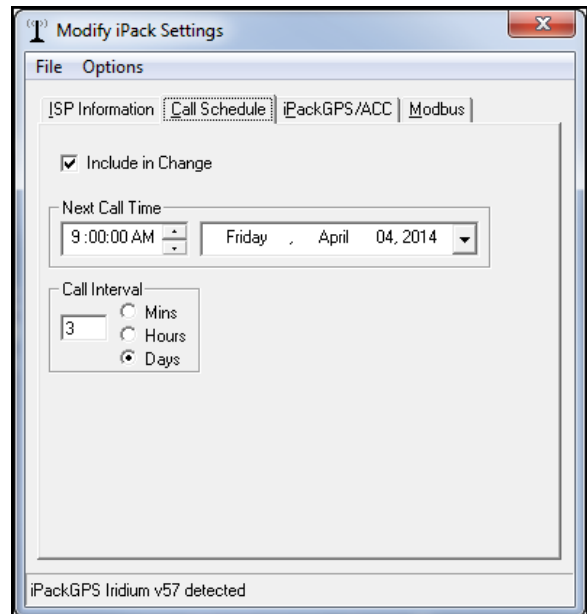 Modify iPack Settings
File Options
ISP Information Call Schedule iPackGPS/ACC Modbus
Include in Change
Next Call Time
9:00:00 AM Friday , April 04, 2014
Call Interval
3
Mins
Hours
Days
iPackGPS Iridium v57 detected